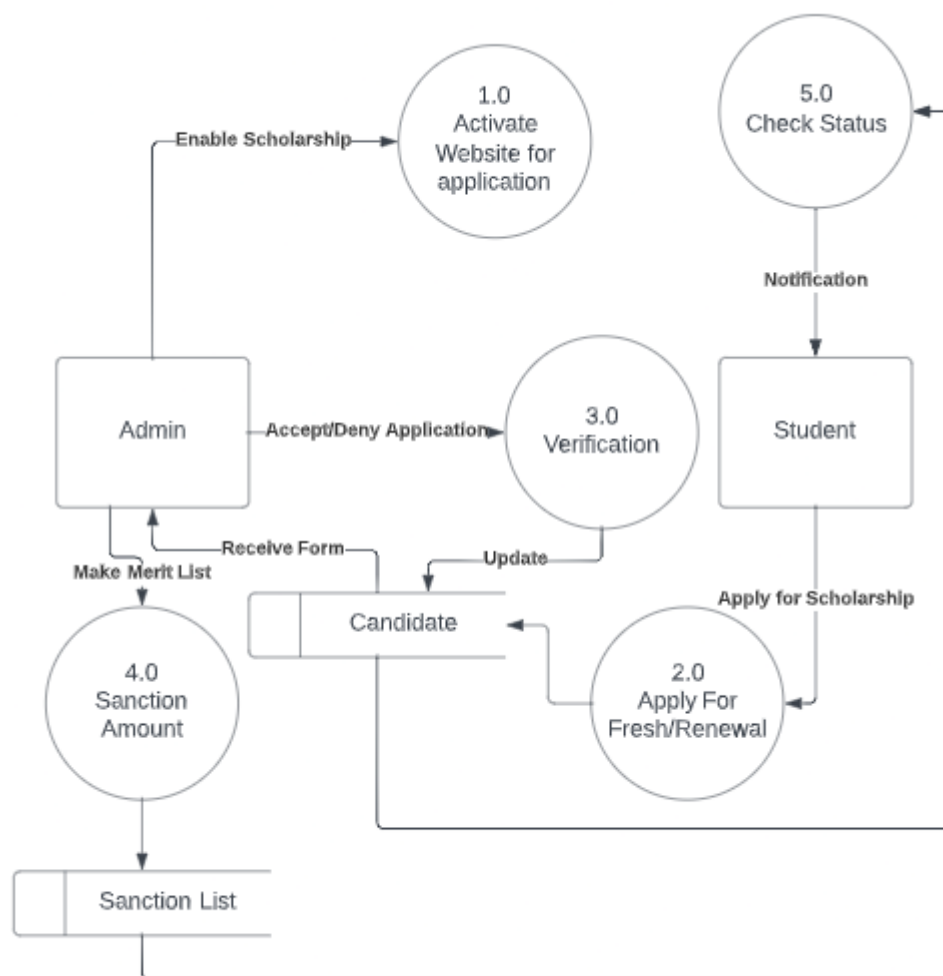 1.0
Activate
Website for
application
5.0
Check Status
Enable Scholarship
Notification
Admin
Accept/Deny Application
3.0
Verification
Student
Receive Form
Update
Make Merit List
Apply for Scholarship
Candidate
4.0
Sanction
Amount
2.0
Apply For
Fresh/Renewal
Sanction List